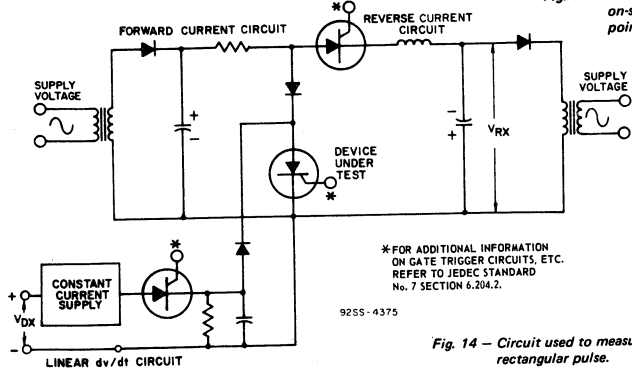 Fig.
on-s
poin
*
REVERSE CURRENT
CIRCUIT
FORWARD CURRENT CIRCUIT
SUPPLY
VOLTAGE
+
−
−
+
VRX
SUPPLY
VOLTAGE
DEVICE
UNDER
TEST
*
*
*FOR ADDITIONAL INFORMATION
ON GATE TRIGGER CIRCUITS, ETC.
REFER TO JEDEC STANDARD
No. 7 SECTION 6.204.2.
CONSTANT
CURRENT
SUPPLY
+
VDX
−
92SS-4375
LINEAR dv/dt CIRCUIT
Fig. 14 — Circuit used to measu
rectangular pulse.